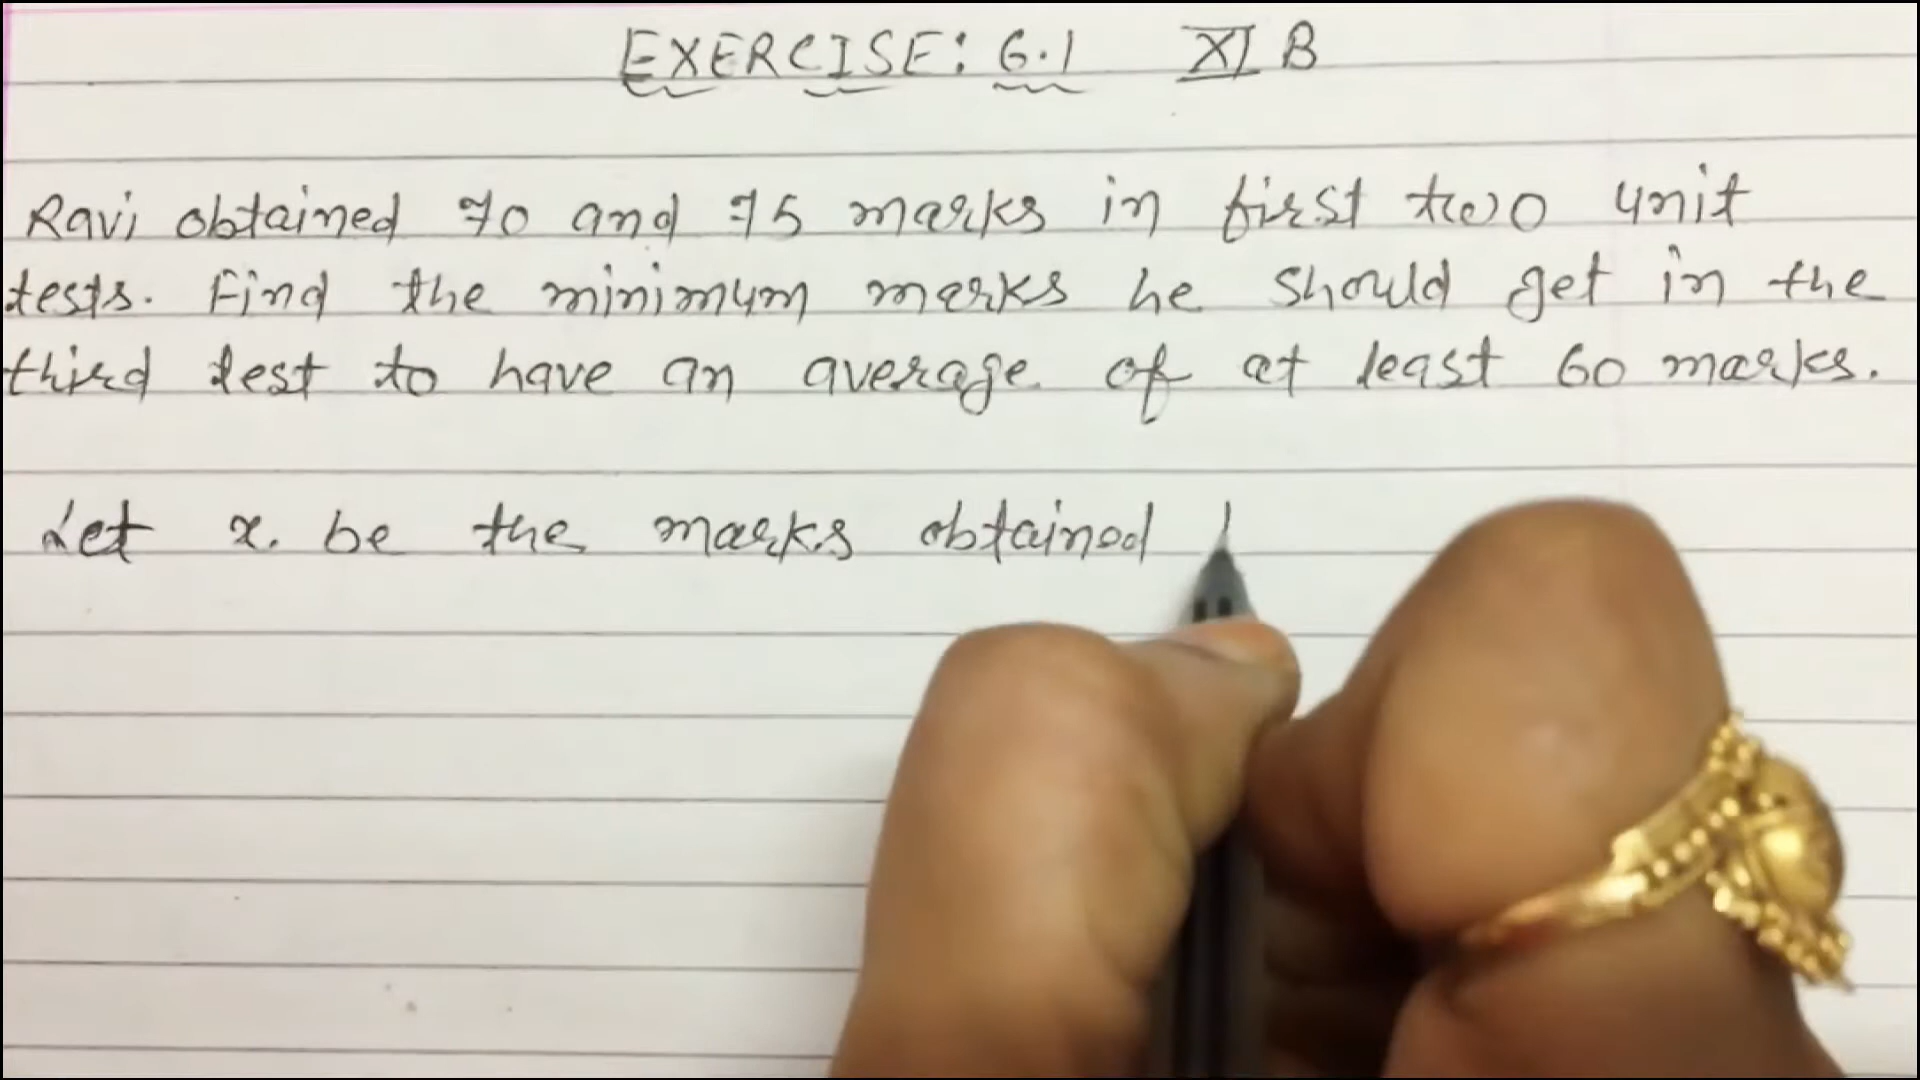 EXERCISE: 6.1 XI B
Ravi obtained 70 and 75 marks in first two unit
tests. Find the minimum marks he should get in the
third test to have an average of at least 60 marks.
Let x. be the marks obtained